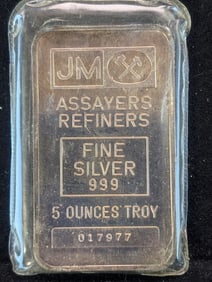 JM
ASSAYERS
REFINERS
FINE
SILVER
999
5 OUNCES TROY
017977